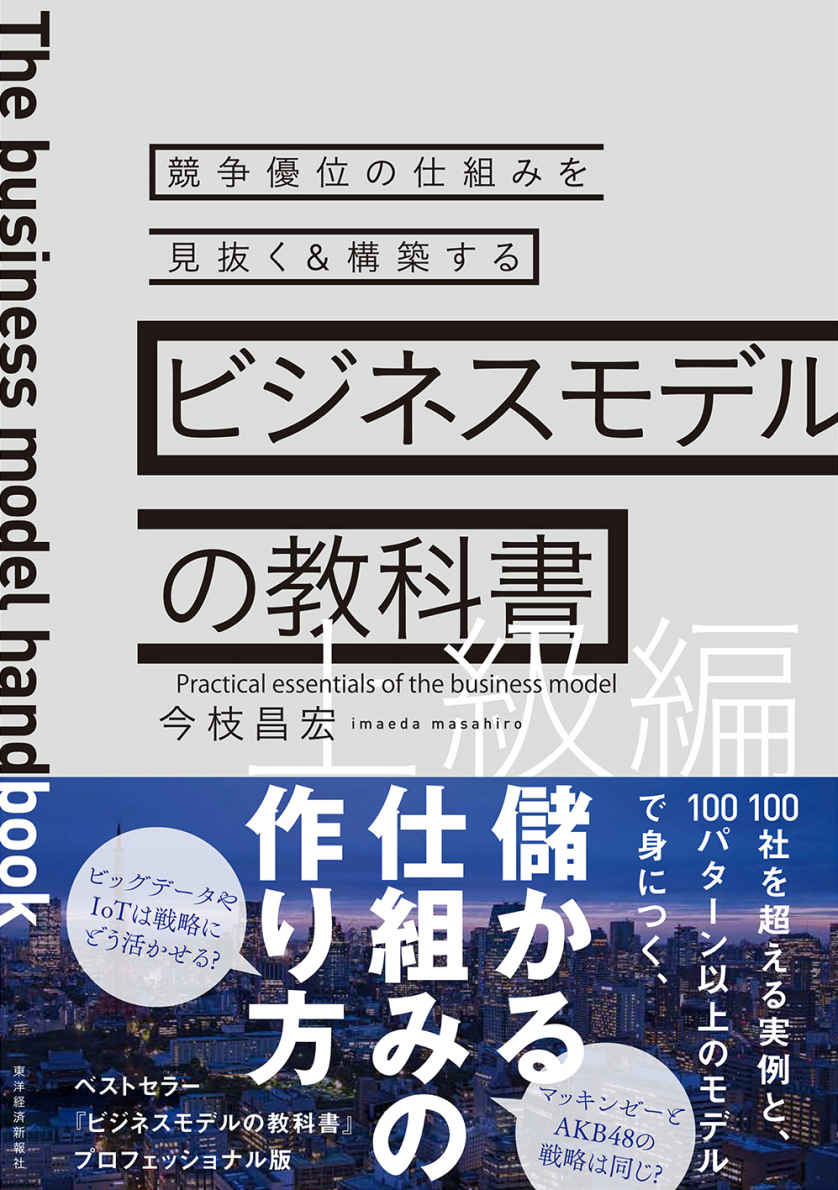 The business model handbook
競争優位の仕組みを
見抜く&構築する
ビジネスモデル
の教科書
上級編
Practical essentials of the business model
今枝昌宏 imaeda masahiro
100社を超える実例と、
100パターン以上のモデル
で身につく、
儲かる
仕組みの
作り方
ビッグデータや
IoTは戦略に
どう活かせる?
マッキンゼーと
AKB48の
戦略は同じ?
ベストセラー
『ビジネスモデルの教科書』
プロフェッショナル版
東洋経済新報社